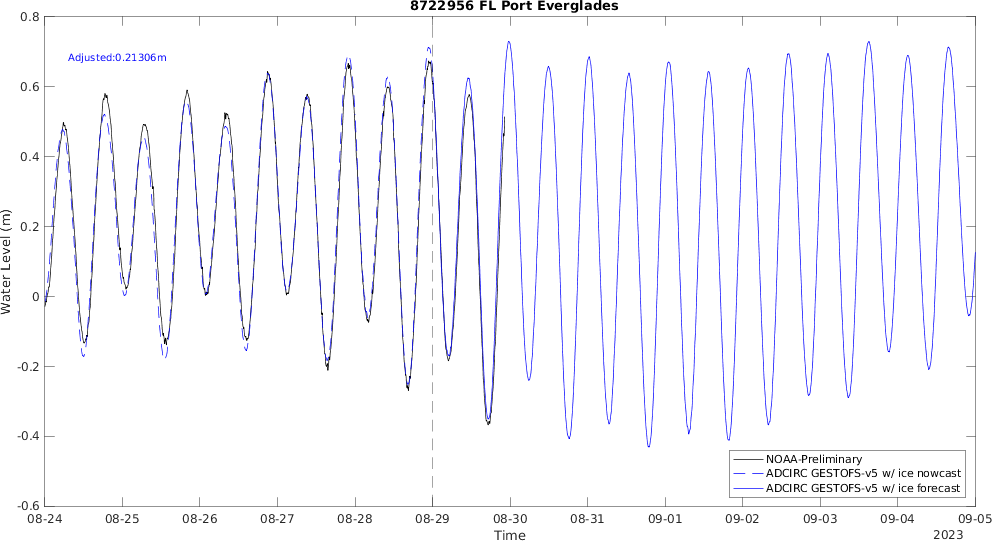 8722956 FL Port Everglades
0.8
Adjusted:0.21306m
0.6
0.4
0.2
0
-0.2
-0.4
-0.6
Water Level (m)
NOAA-Preliminary
ADCIRC GESTOFS-v5 w/ ice nowcast
ADCIRC GESTOFS-v5 w/ ice forecast
08-24 08-25 08-26 08-27 08-28 08-29 08-30 08-31 09-01 09-02 09-03 09-04 09-05
Time
2023